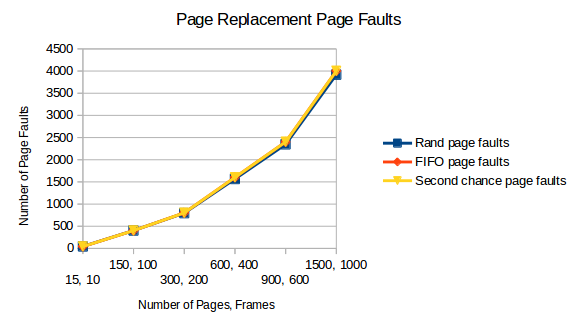 Page Replacement Page Faults
4500
4000
3500
3000
2500
2000
1500
1000
500
0
Number of Page Faults
150, 100 600, 400 1500, 1000
15, 10 300, 200 900, 600
Number of Pages, Frames
Rand page faults
FIFO page faults
Second chance page faults